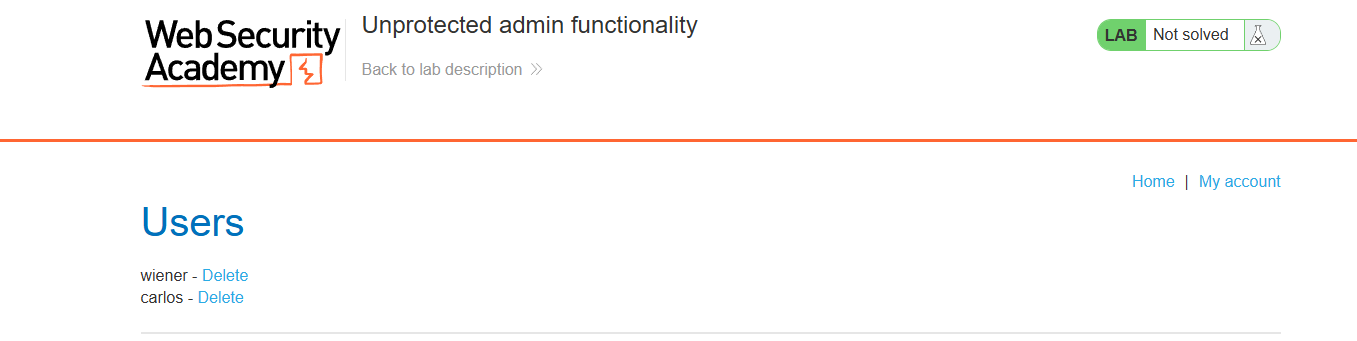 Web Security
Academy
Unprotected admin functionality
Back to lab description
LAB Not solved
Home | My account
Users
wiener - Delete
carlos - Delete